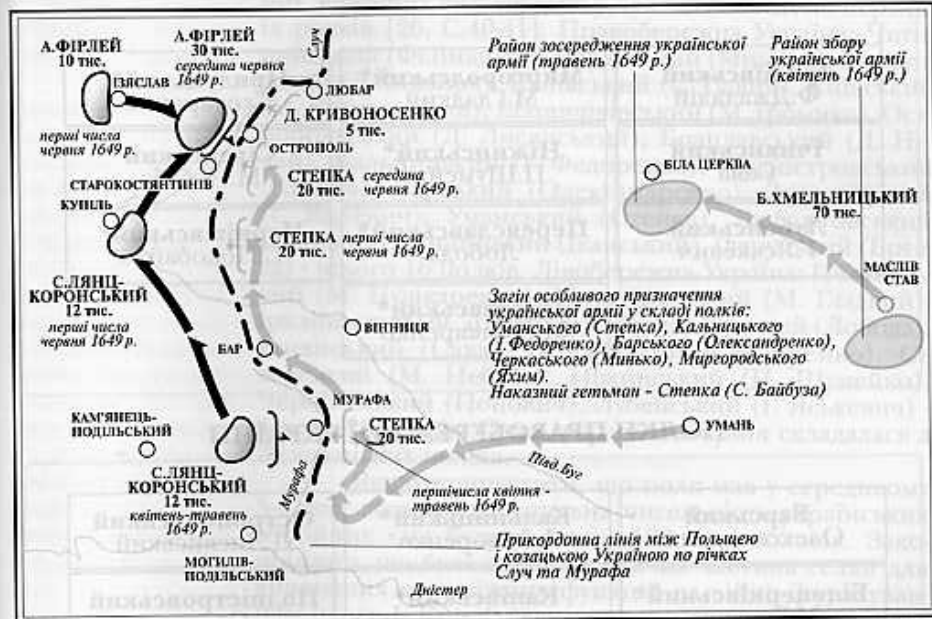 А.ФІРЛЕЙ
10 тис.
А.ФІРЛЕЙ
30 тис.
середина червня
1649 р.
Случ
Район зосередження української
армії (травень 1649 р.)
Район збору
української армії
(квітень 1649 р.)
ІЗЯСЛАВ
ЛЮБАР
перші числа
червня 1649 р.
Д. КРИВОНОСЕНКО
5 тис.
ОСТРОПОЛЬ
СТАРОКОСТЯНТИНІВ
СТЕПКА середина
20 тис. червня 1649 р.
БІЛА ЦЕРКВА
Б.ХМЕЛЬНИЦЬКИЙ
70 тис.
КУПІЛЬ
СТЕПКА перші числа
20 тис. червня 1649 р.
МАСЛІВ
СТАВ
С.ЛЯНЦ-
КОРОНСЬКИЙ
12 тис.
перші числа
червня 1649 р.
ВІННИЦЯ
БАР
Загін особливого призначення
української армії у складі полків:
Уманського (Степка), Кальницького
(І.Федоренко), Барського (Олександренко),
Черкаського (Минько), Миргородського
(Яхим).
Наказний гетьман - Степка (С. Байбуза)
МУРАФА
КАМ'ЯНЕЦЬ-
ПОДІЛЬСЬКИЙ
СТЕПКА
20 тис.
УМАНЬ
С.ЛЯНЦ-
КОРОНСЬКИЙ
12 тис.
квітень-травень
1649 р.
Мурафа
Півд.Буг
першічисла квітня -
травень 1649 р.
МОГИЛІВ-
ПОДІЛЬСЬКИЙ
Прикордонна лінія між Польщею
і козацькою Україною по річках
Случ та Мурафа
Дністер